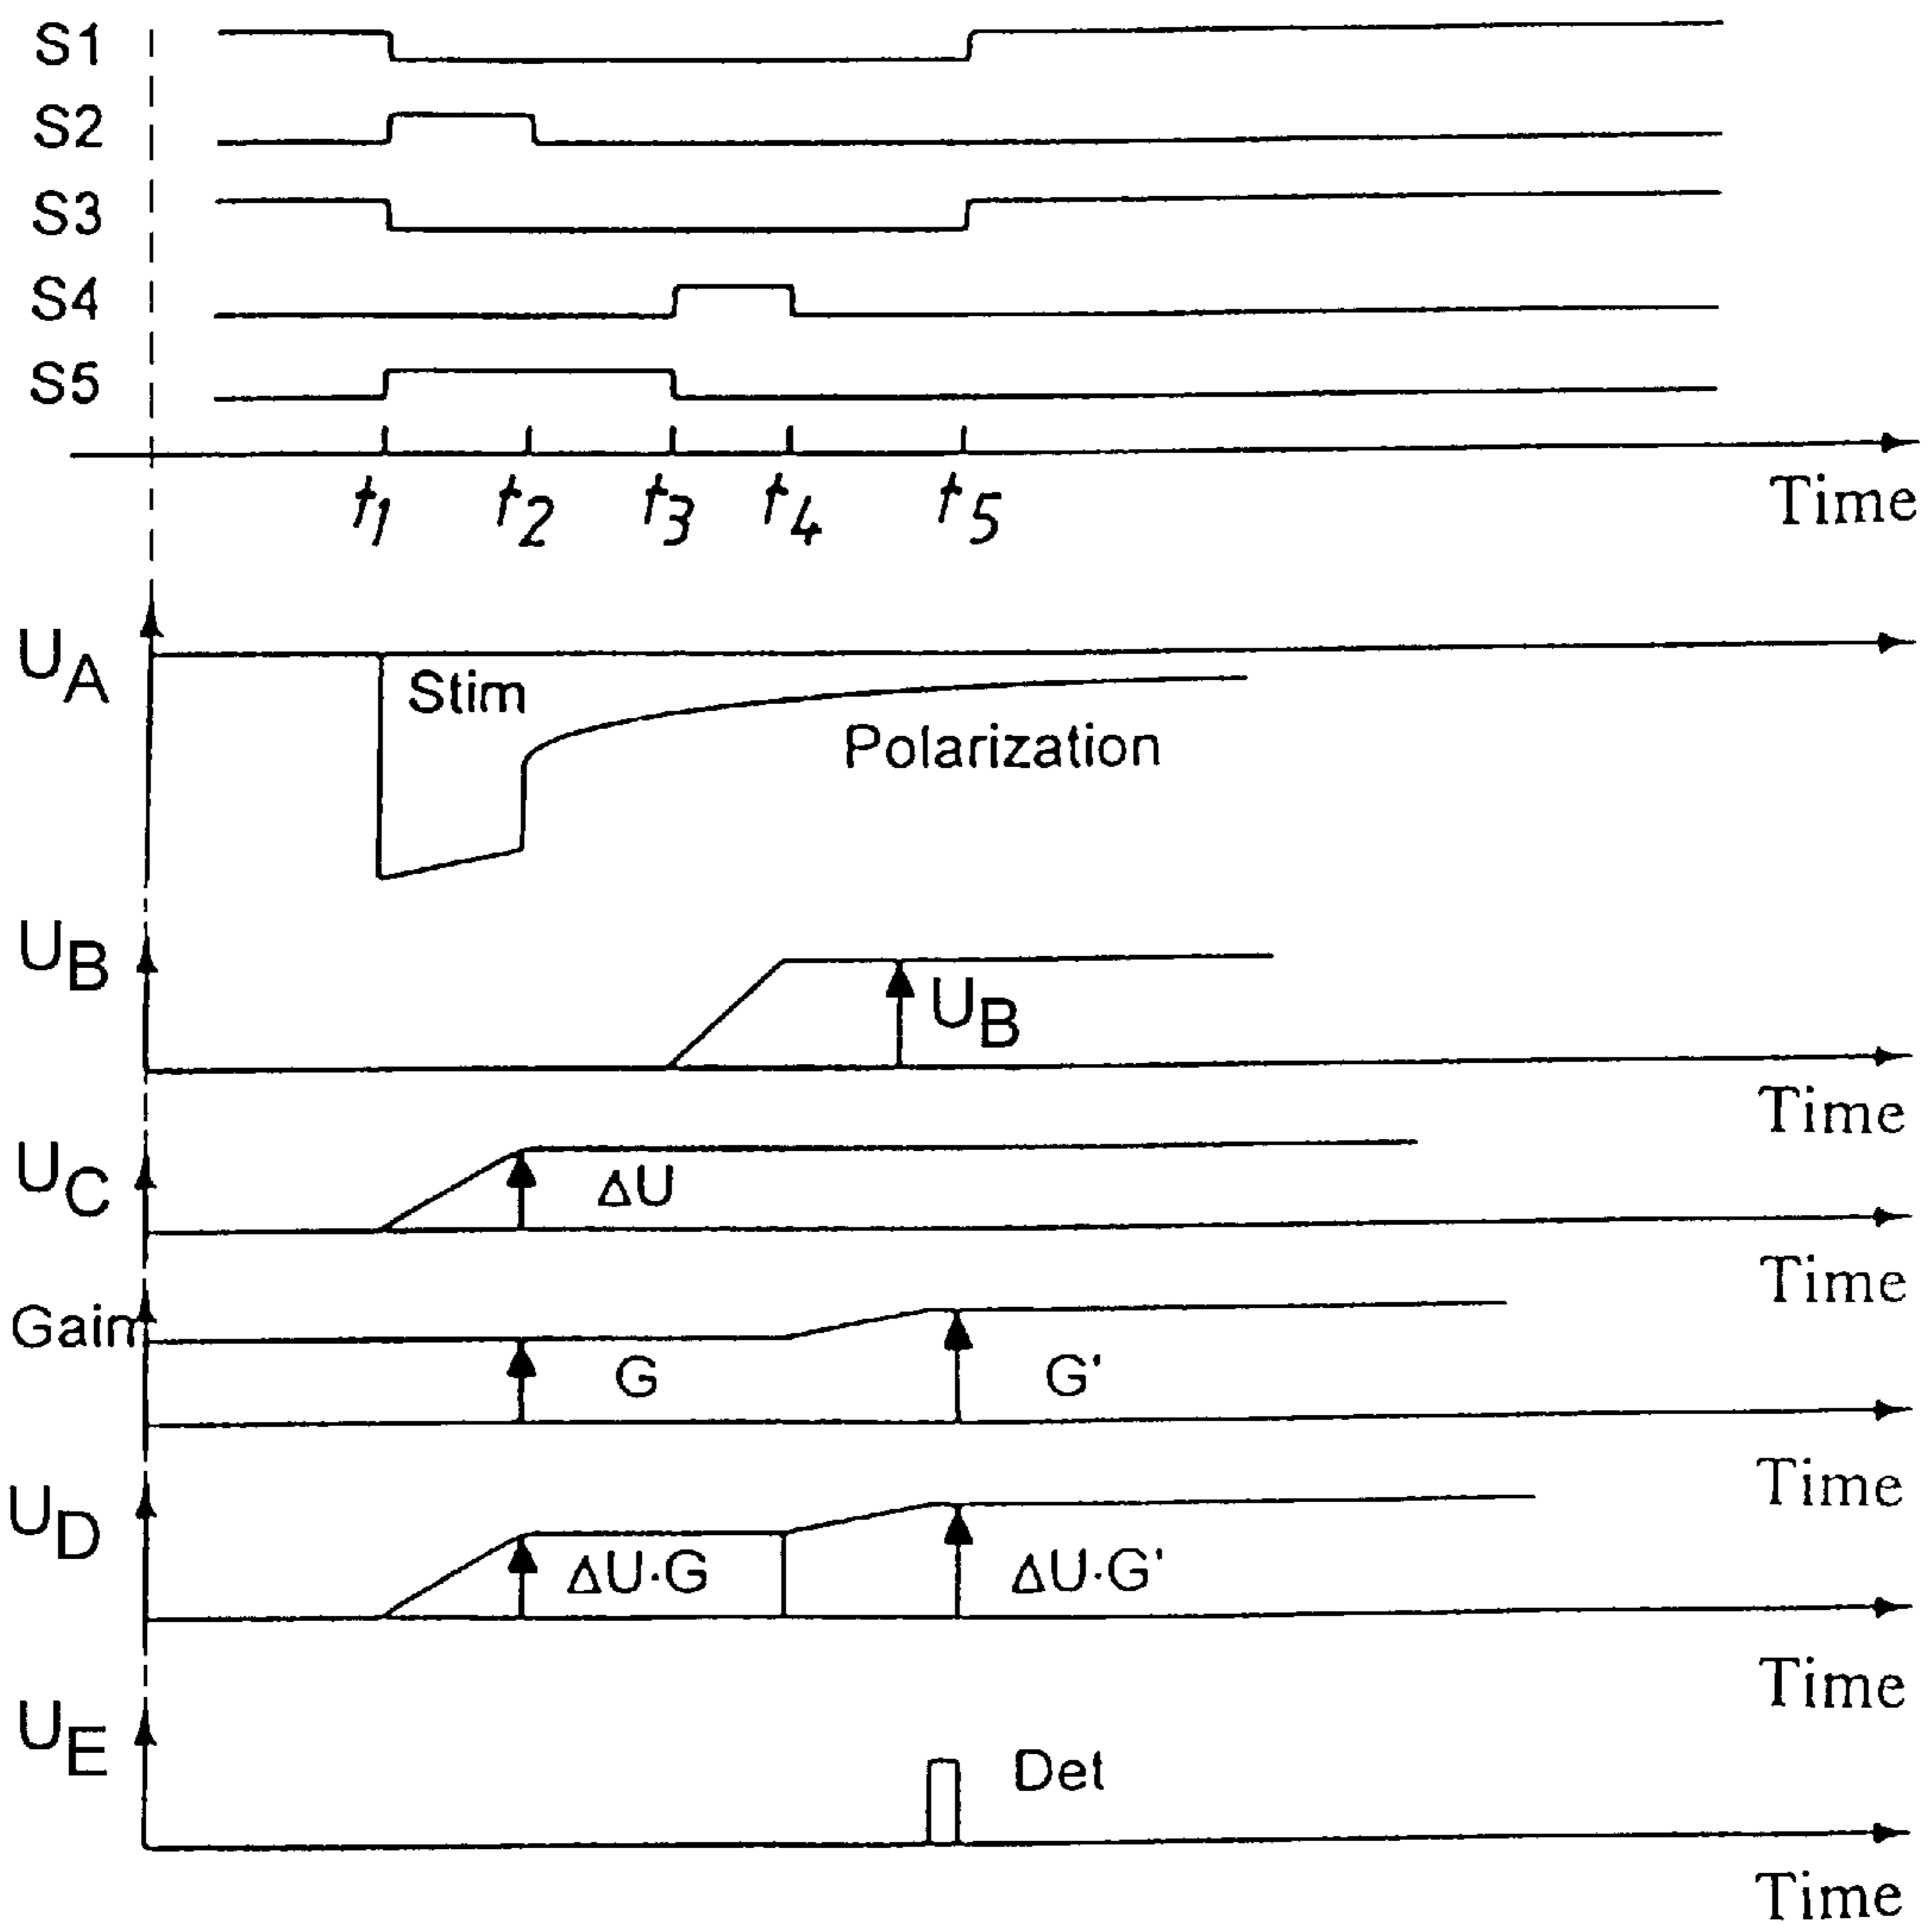 S1
S2
S3
S4
S5
t1 t2 t3 t4 t5 Time
UA
Stim
Polarization
UB
UB
Time
UC
ΔU
Time
Gain
G G'
Time
UD
ΔU·G ΔU·G'
Time
UE
Det
Time